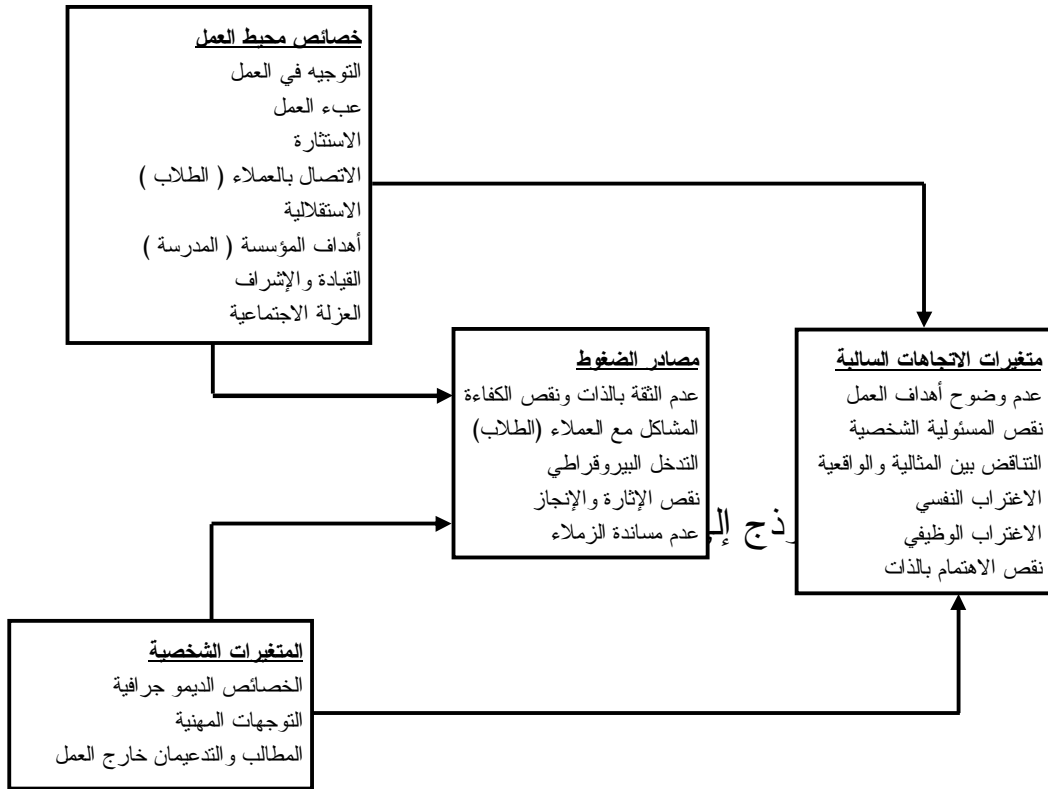 خصائص محيط العمل
التوجيه في العمل
عبء العمل
الاستثارة
الاتصال بالعملاء ( الطلاب )
الاستقلالية
أهداف المؤسسة ( المدرسة )
القيادة والإشراف
العزلة الاجتماعية
مصادر الضغوط
عدم الثقة بالذات ونقص الكفاءة
المشاكل مع العملاء (الطلاب)
التدخل البيروقراطي
نقص الإثارة والإنجاز
عدم مساندة الزملاء
متغيرات الاتجاهات السالبة
عدم وضوح أهداف العمل
نقص المسئولية الشخصية
التناقض بين المثالية والواقعية
الاغتراب النفسي
الاغتراب الوظيفي
نقص الاهتمام بالذات
المتغيرات الشخصية
الخصائص الديمو جرافية
التوجهات المهنية
المطالب والتدعيمان خارج العمل